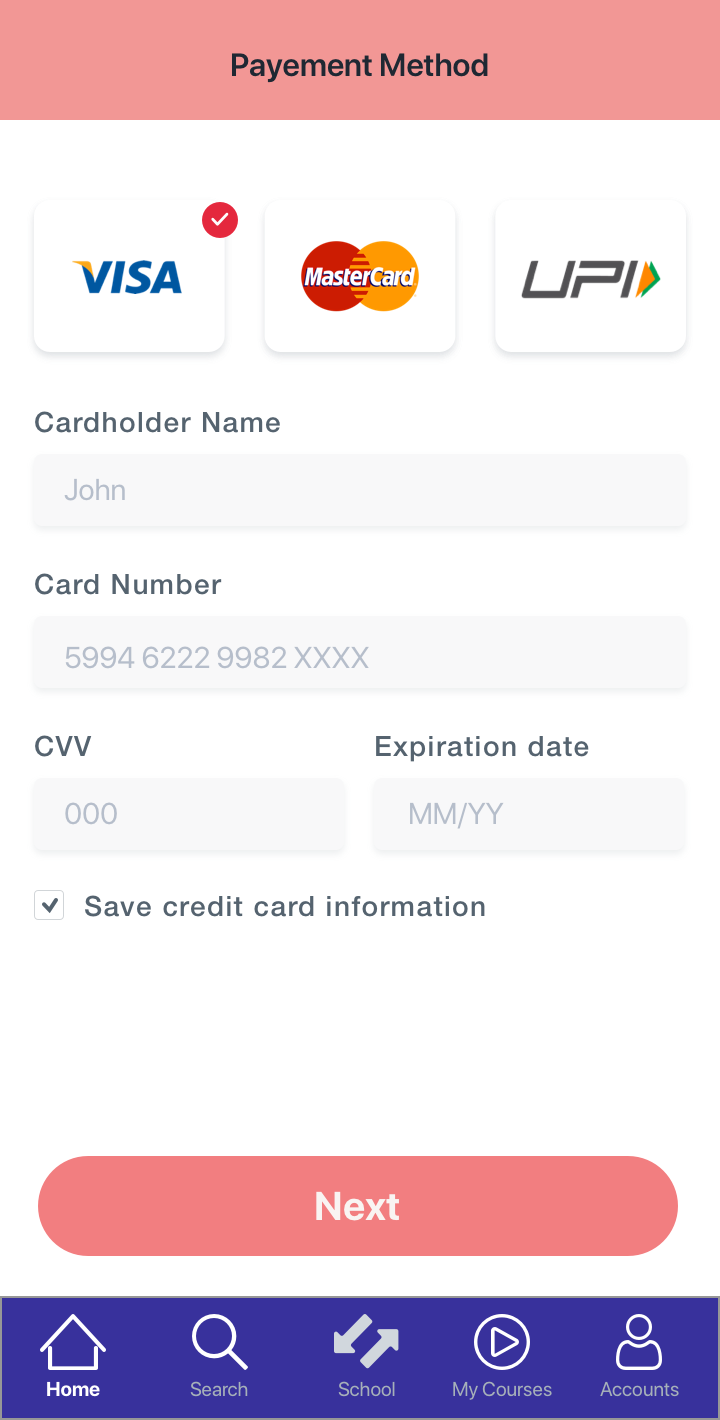 Payement Method
VISA
MasterCard
UPI
Cardholder Name
John
Card Number
5994 6222 9982 XXXX
CVV
Expiration date
000
MM/YY
Save credit card information
Next
Home
Search
School
My Courses
Accounts